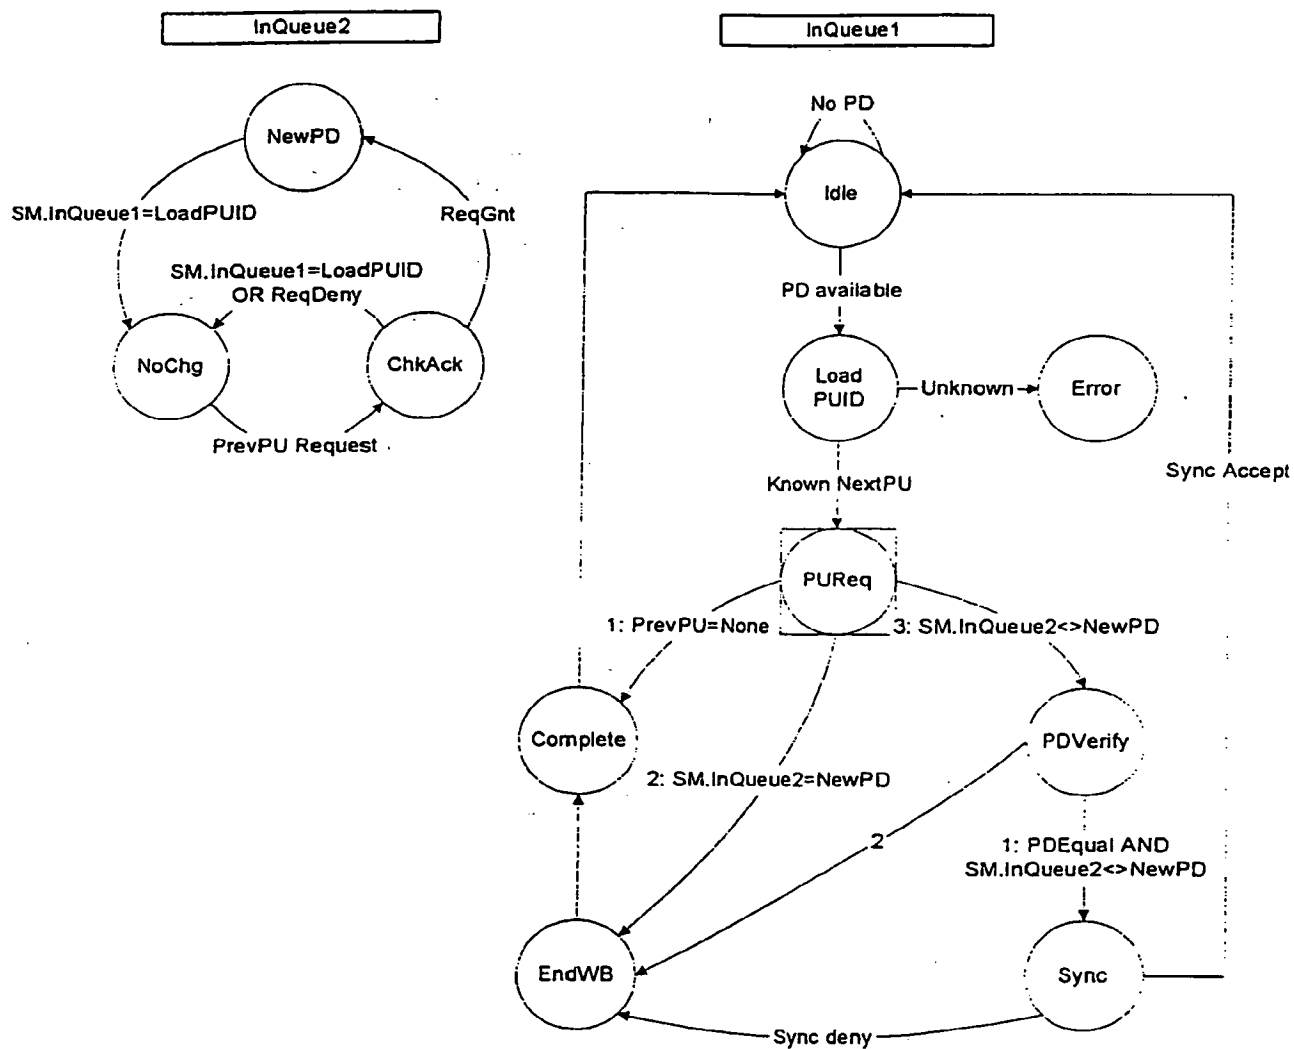 InQueue2
NewPD
SM.InQueue1=LoadPUID
ReqGnt
SM.InQueue1=LoadPUID
OR ReqDeny
NoChg
ChkAck
PrevPU Request
InQueue1
No PD
Idle
PD available
Load
PUID
Unknown
Error
Known NextPU
Sync Accept
PUReq
1: PrevPU=None
3: SM.InQueue2<>NewPD
Complete
PDVerify
2: SM.InQueue2=NewPD
2
1: PDEqual AND
SM.InQueue2<>NewPD
EndWB
Sync
Sync deny